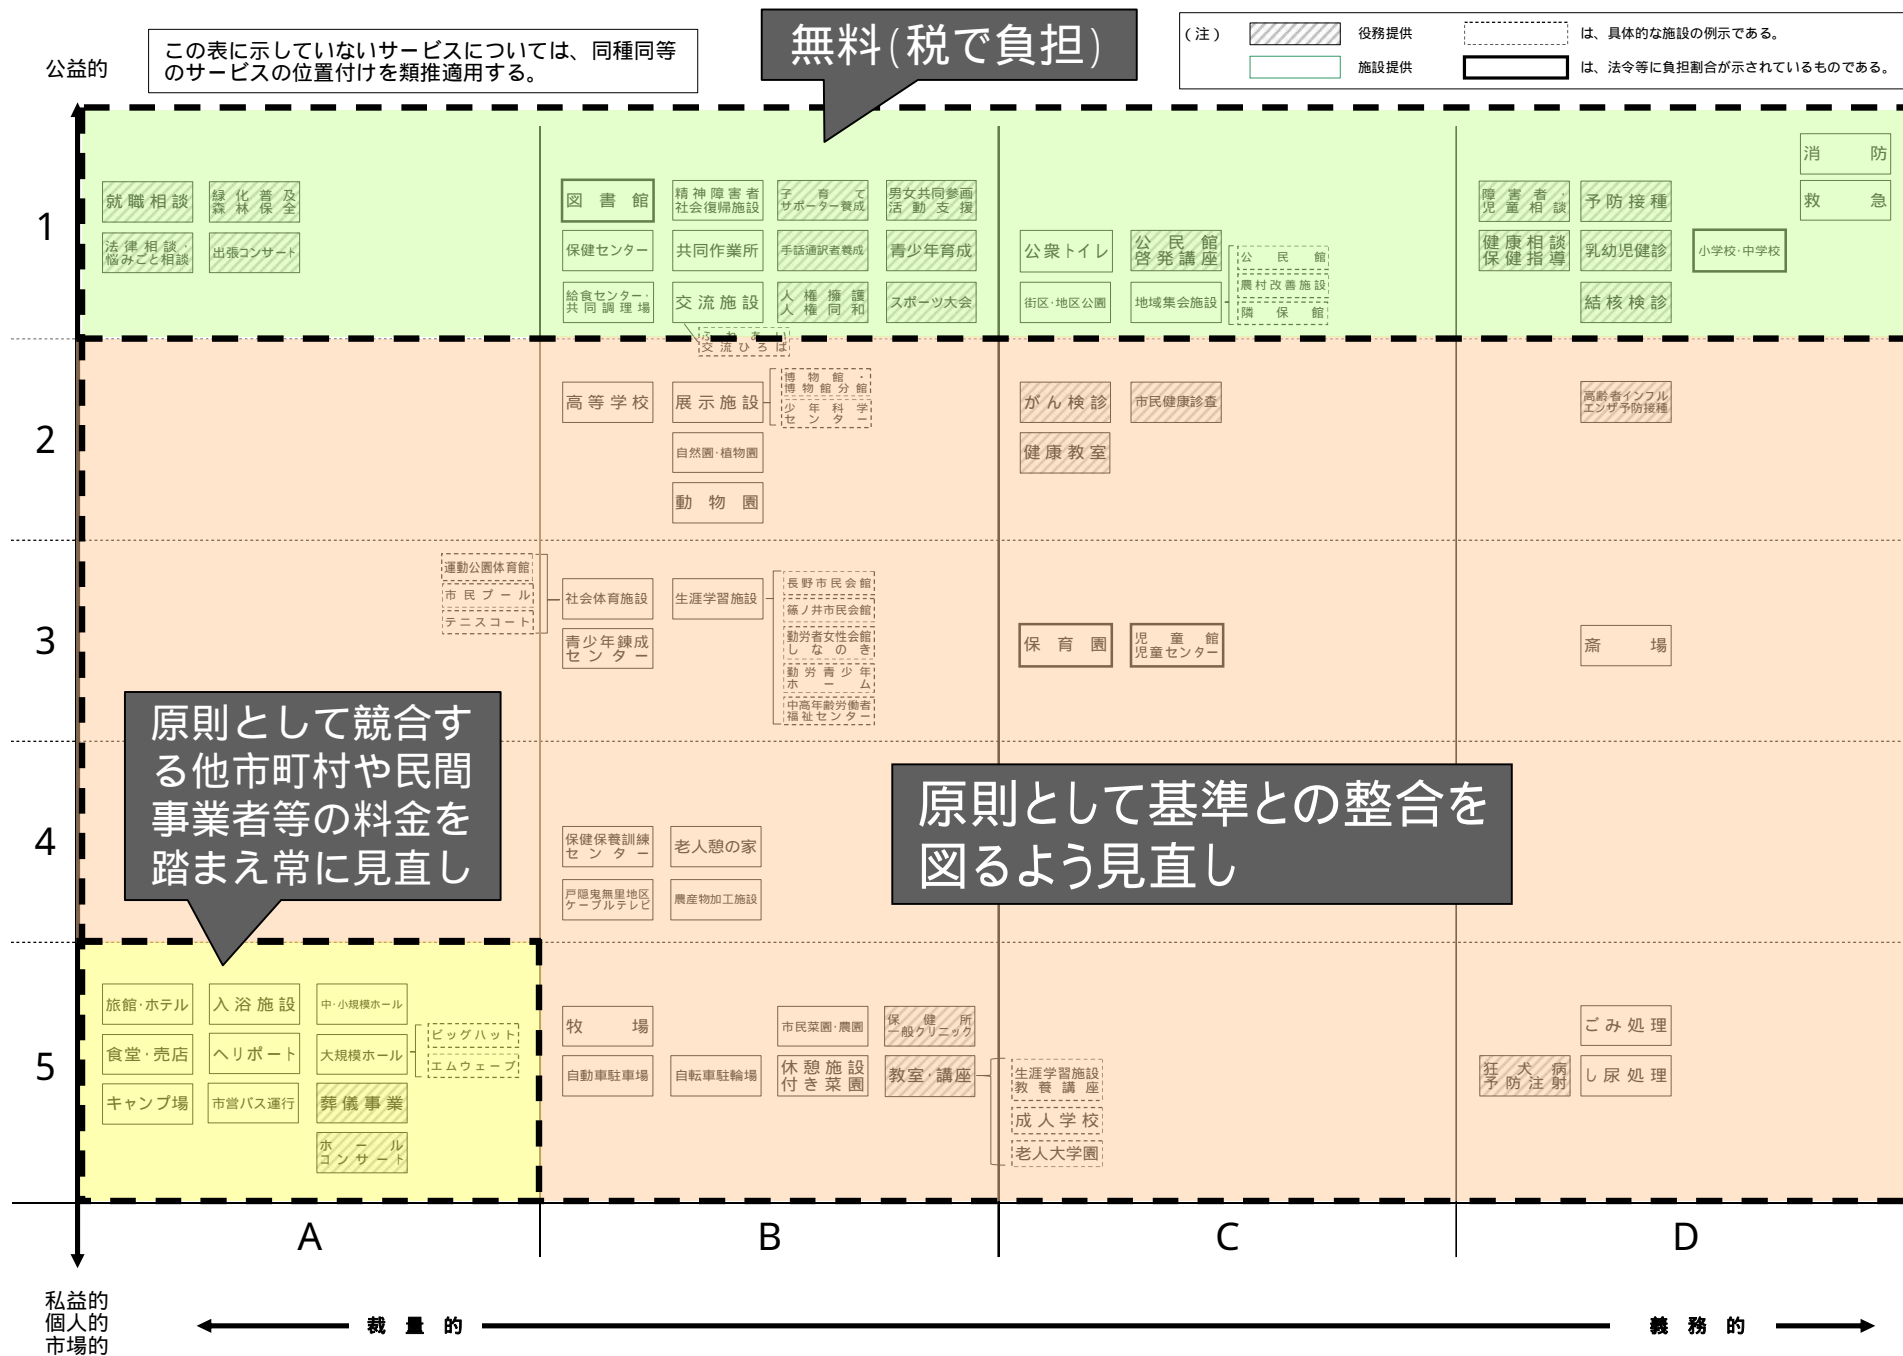 公益的
この表に示していないサービスについては、同種同等
のサービスの位置付けを類推適用する。
無料(税で負担)
(注)
役務提供
は、具体的な施設の例示である。
施設提供
は、法令等に負担割合が示されているものである。
1
就職相談
緑化普及
森林保全
法律相談・
悩みごと相談
出張コンサート
図書館
精神障害者
社会復帰施設
子育て
サポーター養成
男女共同参画
活動支援
保健センター
共同作業所
手話通訳者養成
青少年育成
給食センター・
共同調理場
交流施設
人権擁護
人権同和
スポーツ大会
ふれあい
交流ひろば
公衆トイレ
公民館
啓発講座
街区・地区公園
地域集会施設
公民館
農村改善施設
隣保館
障害者・
児童相談
予防接種
健康相談
保健指導
乳幼児健診
小学校・中学校
結核検診
消防
救急
2
高等学校
展示施設
博物館・
博物館分館
少年科学
センター
自然園・植物園
動物園
がん検診
市民健康診査
健康教室
高齢者インフル
エンザ予防接種
3
運動公園体育館
市民プール
テニスコート
社会体育施設
生涯学習施設
青少年錬成
センター
長野市民会館
篠ノ井市民会館
勤労者女性会館
しなのき
勤労青少年
ホーム
中高年齢労働者
福祉センター
保育園
児童館
児童センター
斎場
原則として競合す
る他市町村や民間
事業者等の料金を
踏まえ常に見直し
原則として基準との整合を
図るよう見直し
4
保健保養訓練
センター
老人憩の家
戸隠鬼無里地区
ケーブルテレビ
農産物加工施設
5
旅館・ホテル
入浴施設
中・小規模ホール
食堂・売店
ヘリポート
大規模ホール
ビッグハット
エムウェーブ
キャンプ場
市営バス運行
葬儀事業
ホール
コンサート
牧場
市民菜園・農園
保健所
一般クリニック
自動車駐車場
自転車駐輪場
休憩施設
付き菜園
教室・講座
生涯学習施設
教養講座
成人学校
老人大学園
ごみ処理
狂犬病
予防注射
し尿処理
A
B
C
D
私益的
個人的
市場的
裁量的
義務的